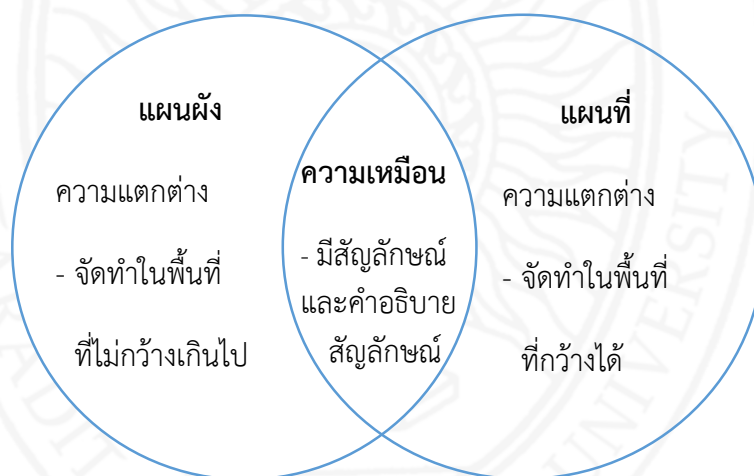 แผนผัง
ความแตกต่าง
- จัดทำในพื้นที่
ที่ไม่กว้างเกินไป
ความเหมือน
- มีสัญลักษณ์
และคำอธิบาย
สัญลักษณ์
แผนที่
ความแตกต่าง
- จัดทำในพื้นที่
ที่กว้างได้
UNIVERSITY